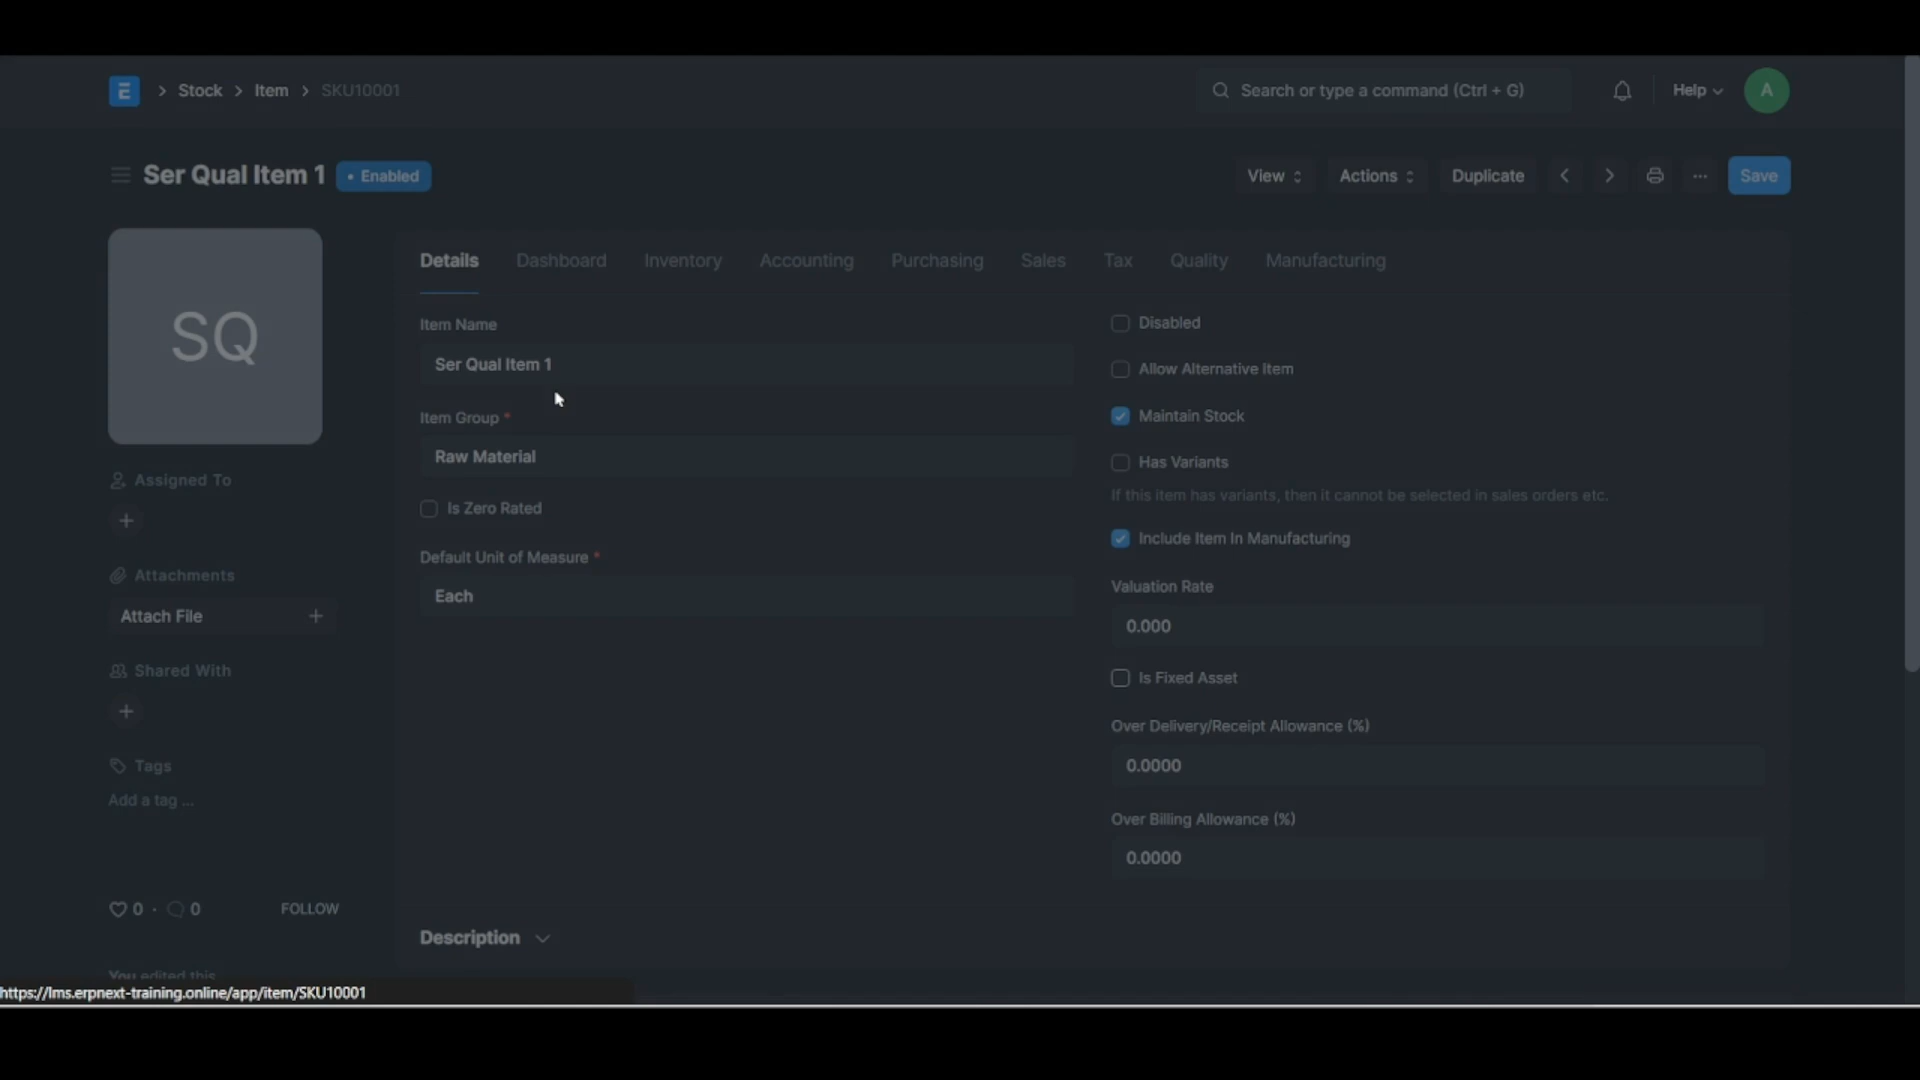 E > Stock > Item > SKU10001
Search or type a command (Ctrl + G)
Help
A
Ser Qual Item 1
• Enabled
View
Actions
Duplicate
...
Save
SQ
Details Dashboard Inventory Accounting Purchasing Sales Tax Quality Manufacturing
Item Name
Ser Qual Item 1
Item Group *
Raw Material
Is Zero Rated
Default Unit of Measure *
Each
Disabled
Allow Alternative Item
Maintain Stock
Has Variants
If this item has variants, then it cannot be selected in sales orders etc.
Include Item In Manufacturing
Valuation Rate
0.000
Is Fixed Asset
Over Delivery/Receipt Allowance (%)
0.0000
Over Billing Allowance (%)
0.0000
Assigned To
+
Attachments
Attach File +
Shared With
+
Tags
Add a tag ...
0 · 0 FOLLOW
Description
You edited this
https://lms.erpnext-training.online/app/item/SKU10001